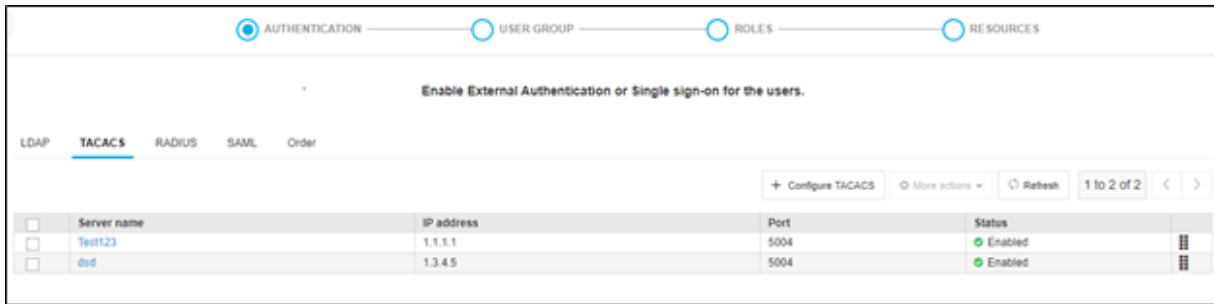 AUTHENTICATION USER GROUP ROLES RESOURCES
Enable External Authentication or Single sign-on for the users.
LDAP TACACS RADIUS SAML Order
+ Configure TACACS More actions Refresh 1 to 2 of 2 < >
Server name IP address Port Status
Test123 1.1.1.1 5004 Enabled
dsd 1.3.4.5 5004 Enabled